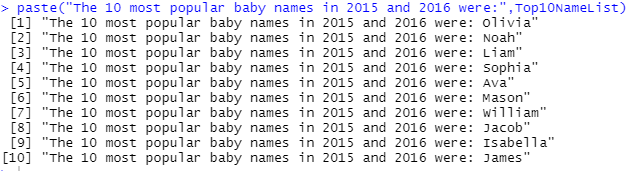 > paste("The 10 most popular baby names in 2015 and 2016 were:",Top10NameList)
[1] "The 10 most popular baby names in 2015 and 2016 were: Olivia"
[2] "The 10 most popular baby names in 2015 and 2016 were: Noah"
[3] "The 10 most popular baby names in 2015 and 2016 were: Liam"
[4] "The 10 most popular baby names in 2015 and 2016 were: Sophia"
[5] "The 10 most popular baby names in 2015 and 2016 were: Ava"
[6] "The 10 most popular baby names in 2015 and 2016 were: Mason"
[7] "The 10 most popular baby names in 2015 and 2016 were: William"
[8] "The 10 most popular baby names in 2015 and 2016 were: Jacob"
[9] "The 10 most popular baby names in 2015 and 2016 were: Isabella"
[10] "The 10 most popular baby names in 2015 and 2016 were: James"